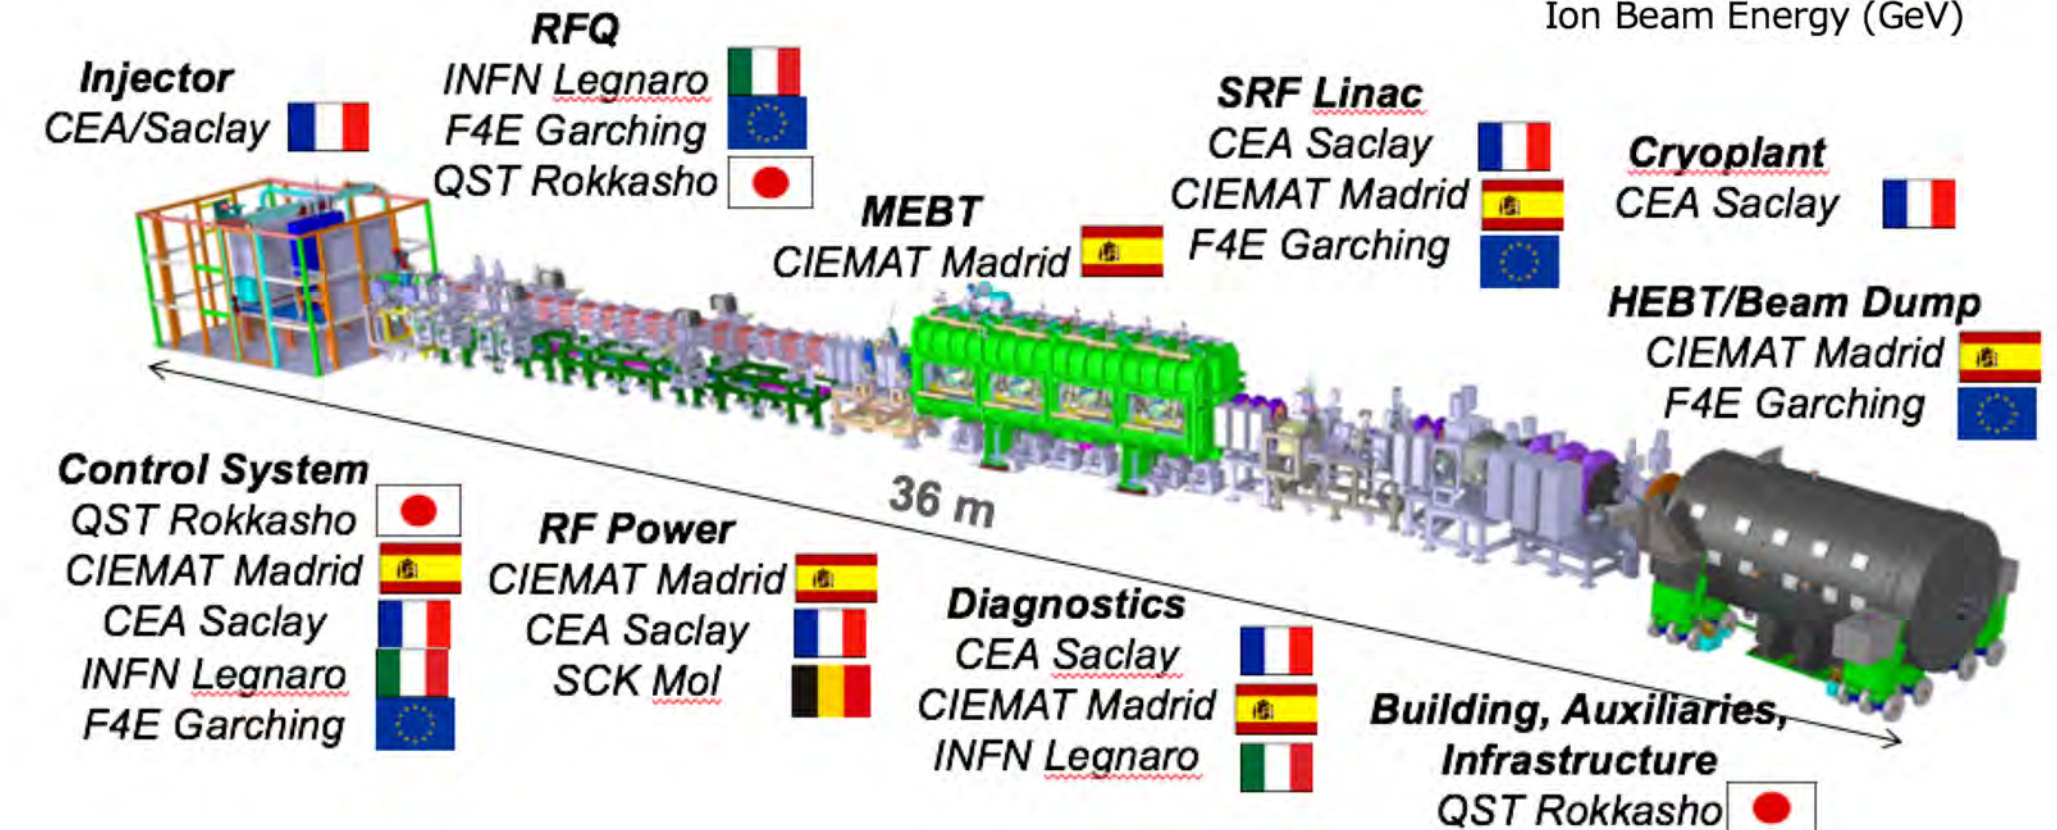 Ion Beam Energy (GeV)
Injector
CEA/Saclay
RFQ
INFN Legnaro
F4E Garching
QST Rokkasho
MEBT
CIEMAT Madrid
SRF Linac
CEA Saclay
CIEMAT Madrid
F4E Garching
Cryoplant
CEA Saclay
HEBT/Beam Dump
CIEMAT Madrid
F4E Garching
36 m
Control System
QST Rokkasho
CIEMAT Madrid
CEA Saclay
INFN Legnaro
F4E Garching
RF Power
CIEMAT Madrid
CEA Saclay
SCK Mol
Diagnostics
CEA Saclay
CIEMAT Madrid
INFN Legnaro
Building, Auxiliaries,
Infrastructure
QST Rokkasho